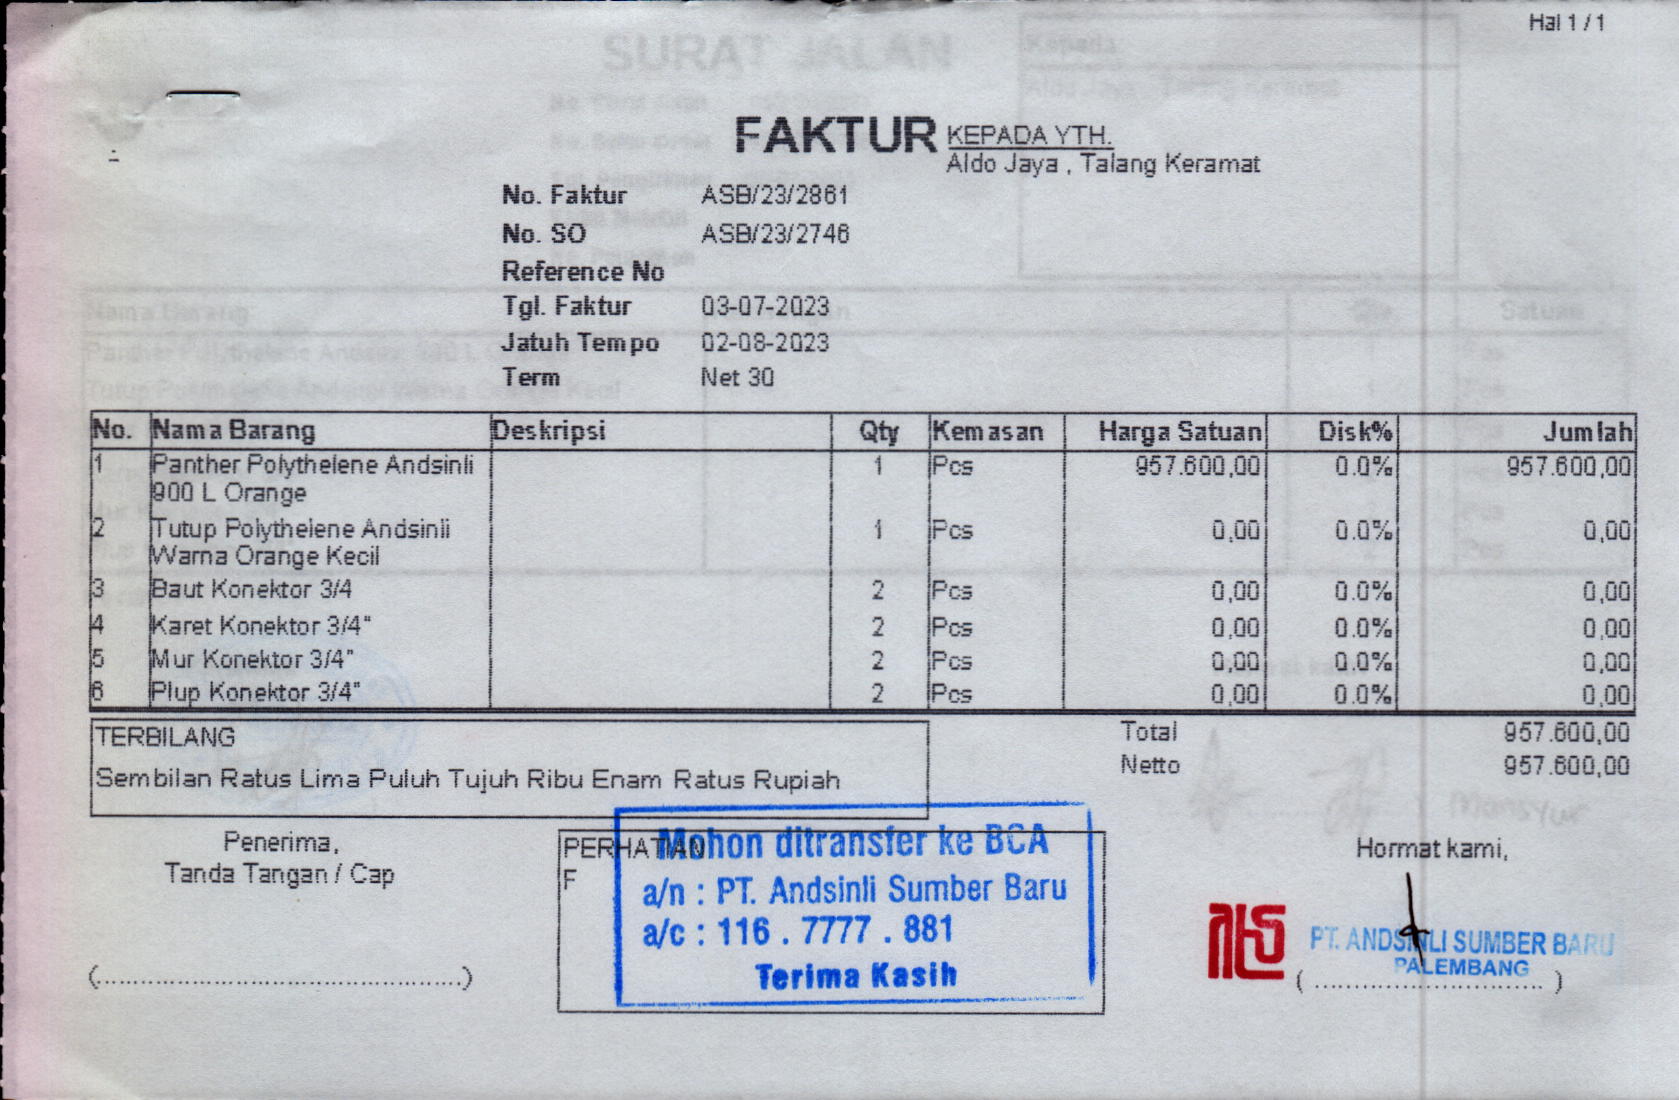 Hal 1 / 1
FAKTUR
KEPADA YTH.
Aldo Jaya , Talang Keramat
No. Faktur ASB/23/2861
No. SO ASB/23/2746
Reference No
Tgl. Faktur 03-07-2023
Jatuh Tempo 02-08-2023
Term Net 30
No. Nama Barang Deskripsi Qty Kemasan Harga Satuan Disk% Jumlah
1 Panther Polythelene Andsinli 1 Pcs 957.600,00 0.0% 957.600,00
900 L Orange
2 Tutup Polythelene Andsinli 1 Pcs 0,00 0.0% 0,00
Warna Orange Kecil
3 Baut Konektor 3/4 2 Pcs 0,00 0.0% 0,00
4 Karet Konektor 3/4" 2 Pcs 0,00 0.0% 0,00
5 Mur Konektor 3/4" 2 Pcs 0,00 0.0% 0,00
6 Plup Konektor 3/4" 2 Pcs 0,00 0.0% 0,00
TERBILANG
Sembilan Ratus Lima Puluh Tujuh Ribu Enam Ratus Rupiah
Total 957.600,00
Netto 957.600,00
Penerima,
Tanda Tangan / Cap
(..............................................)
PERHATIAN
F
Mohon ditransfer ke BCA
a/n : PT. Andsinli Sumber Baru
a/c : 116 . 7777 . 881
Terima Kasih
Hormat kami,
PT. ANDSINLI SUMBER BARU
PALEMBANG
( ............................ )